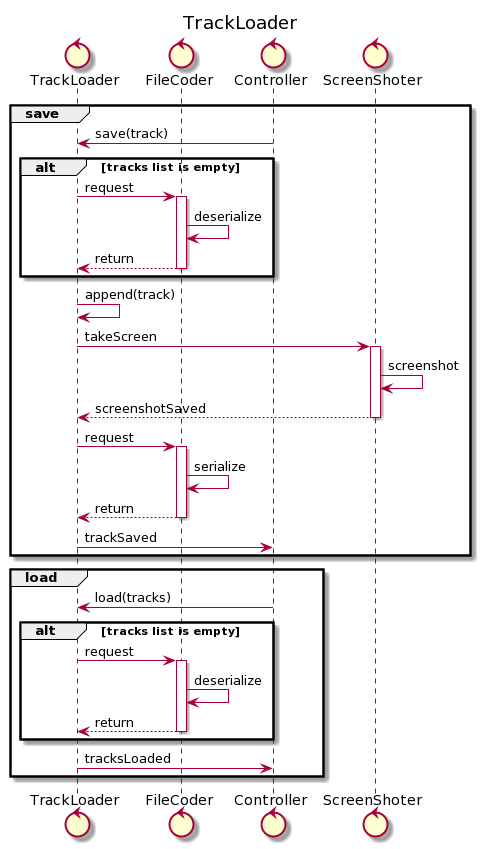 TrackLoader
TrackLoader FileCoder Controller ScreenShoter
save
save(track)
alt [tracks list is empty]
request
deserialize
return
append(track)
takeScreen
screenshot
screenshotSaved
request
serialize
return
trackSaved
load
load(tracks)
alt [tracks list is empty]
request
deserialize
return
tracksLoaded
TrackLoader FileCoder Controller ScreenShoter